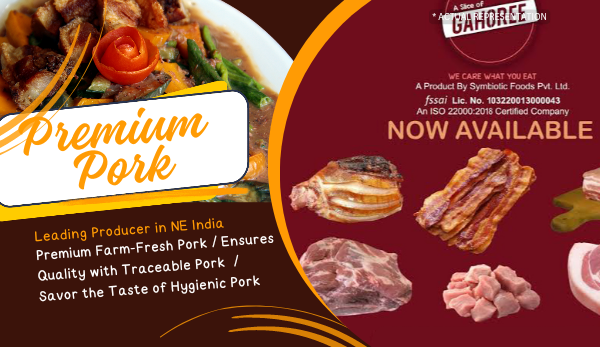 Premium
Pork
Leading Producer in NE India
Premium Farm-Fresh Pork / Ensures
Quality with Traceable Pork /
Savor the Taste of Hygienic Pork
* ACTUAL REPRESENTATION
A Slice of
GAHOREE
WE CARE WHAT YOU EAT
A Product By Symbiotic Foods Pvt. Ltd.
fssai Lic. No. 103220013000043
An ISO 22000:2018 Certified Company
NOW AVAILABLE